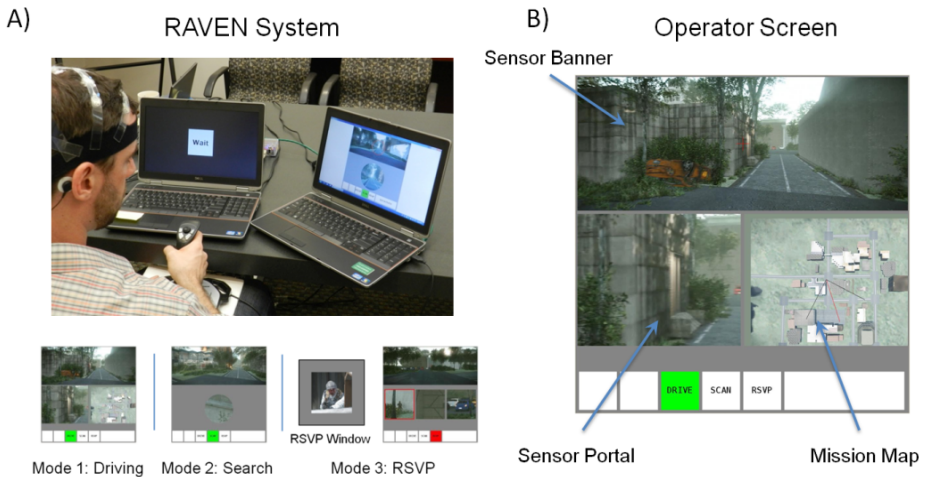 A)
RAVEN System
Wait
RSVP Window
Mode 1: Driving
Mode 2: Search
Mode 3: RSVP
B)
Operator Screen
Sensor Banner
DRIVE
SCAN
RSVP
Sensor Portal
Mission Map